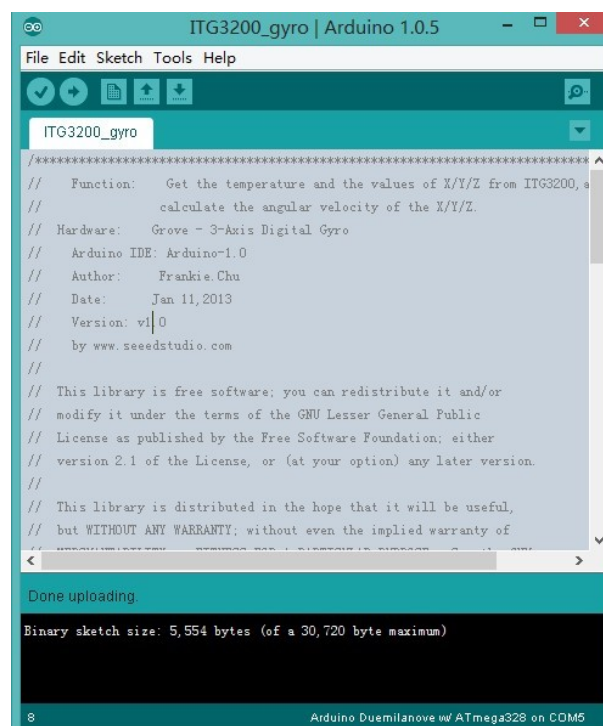 ITG3200_gyro | Arduino 1.0.5
File Edit Sketch Tools Help
ITG3200_gyro
/****************************************************************************
//    Function:    Get the temperature and the values of X/Y/Z from ITG3200, a
//                calculate the angular velocity of the X/Y/Z.
//  Hardware:    Grove - 3-Axis Digital Gyro
//    Arduino IDE: Arduino-1.0
//    Author:     Frankie.Chu
//    Date:      Jan 11,2013
//    Version: v1.0
//    by www.seeedstudio.com
//
//  This library is free software; you can redistribute it and/or
//  modify it under the terms of the GNU Lesser General Public
//  License as published by the Free Software Foundation; either
//  version 2.1 of the License, or (at your option) any later version.
//
//  This library is distributed in the hope that it will be useful,
//  but WITHOUT ANY WARRANTY; without even the implied warranty of
Done uploading.
Binary sketch size: 5,554 bytes (of a 30,720 byte maximum)
8
Arduino Duemilanove w/ ATmega328 on COM5